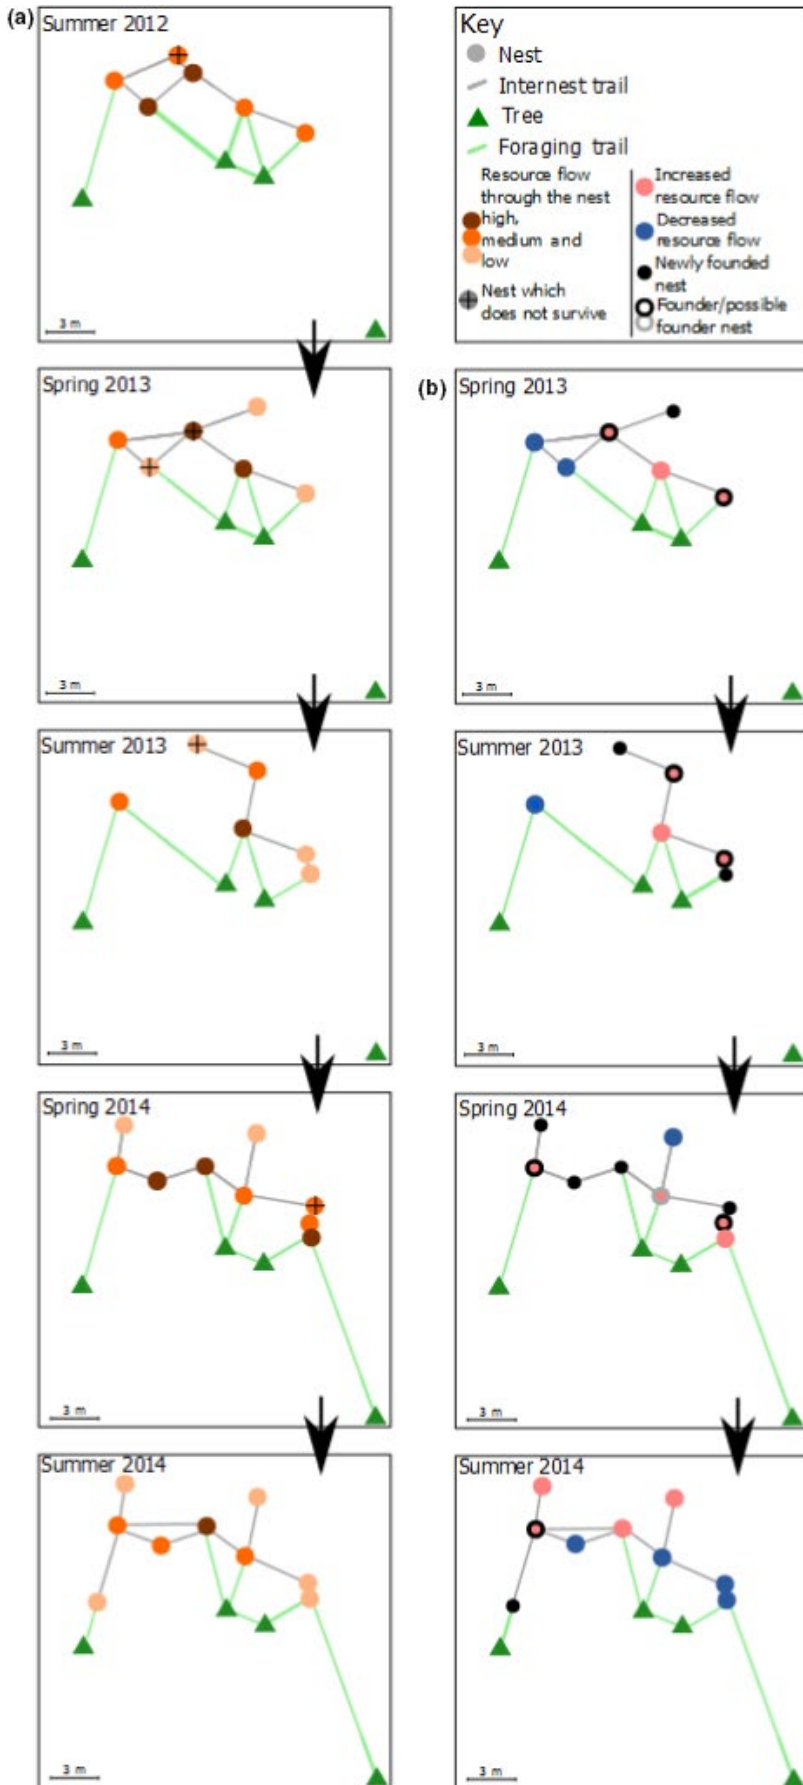 (a) Summer 2012
3 m
Key
Nest
Internest trail
Tree
Foraging trail
Resource flow
through the nest
high,
medium and
low
Nest which
does not survive
Increased
resource flow
Decreased
resource flow
Newly founded
nest
Founder/possible
founder nest
Spring 2013
3 m
(b) Spring 2013
3 m
Summer 2013
3 m
Summer 2013
3 m
Spring 2014
3 m
Spring 2014
3 m
Summer 2014
3 m
Summer 2014
3 m